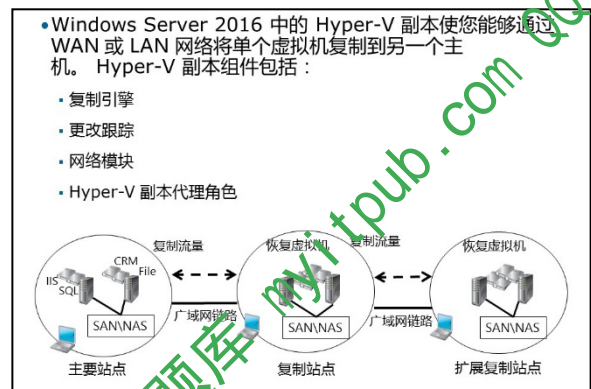 •Windows Server 2016 中的 Hyper-V 副本使您能够通过
WAN 或 LAN 网络将单个虚拟机复制到另一个主
机。 Hyper-V 副本组件包括：
▪ 复制引擎
▪ 更改跟踪
▪ 网络模块
▪ Hyper-V 副本代理角色
复制流量
恢复虚拟机
复制流量
恢复虚拟机
CRM
File
IIS
SQL
SAN\NAS
广域网链路
SAN\NAS
广域网链路
SAN\NAS
主要站点
复制站点
扩展复制站点
题库 myitpub.com QQ